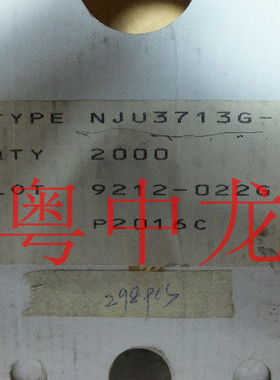 TYPE NJU3713G-
QTY 2000
LOT 9212-022G
P2016C
粤中龙
298pcs